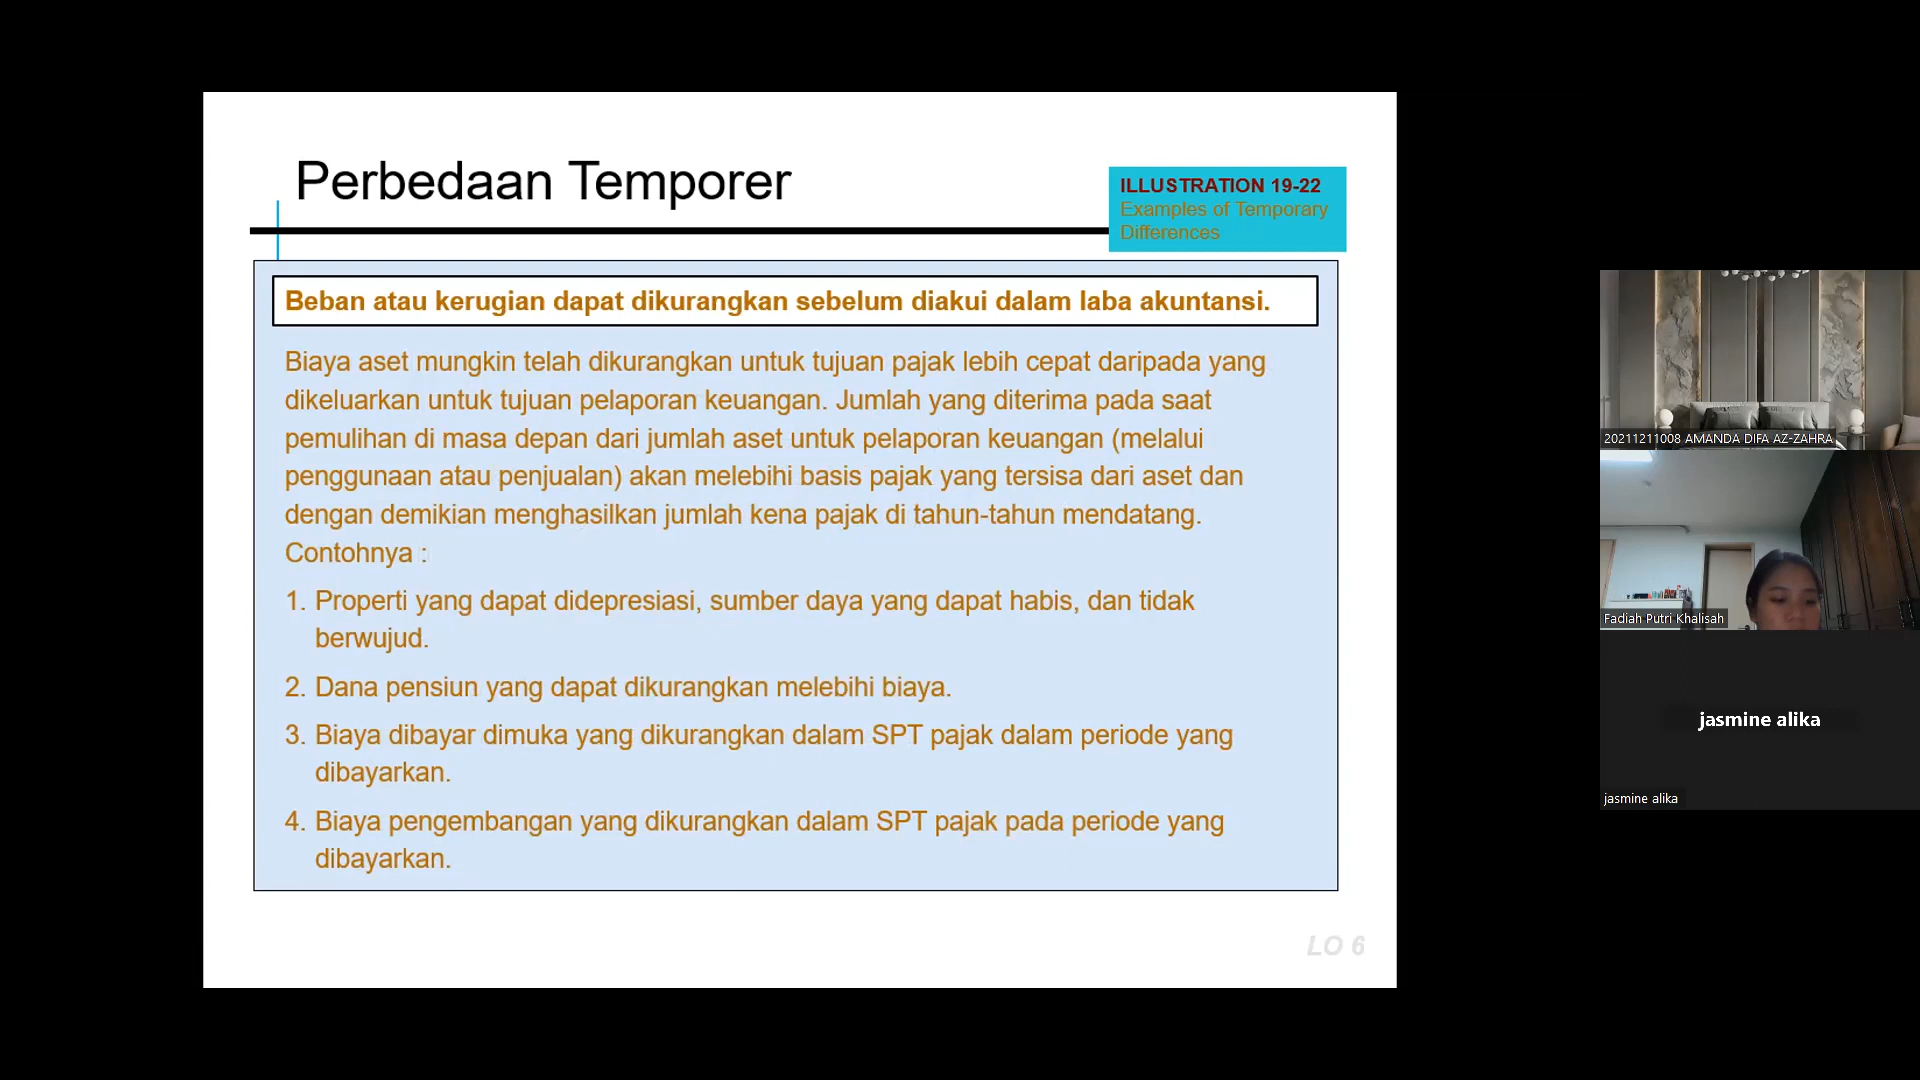 Perbedaan Temporer
ILLUSTRATION 19-22
Examples of Temporary
Differences
Beban atau kerugian dapat dikurangkan sebelum diakui dalam laba akuntansi.
Biaya aset mungkin telah dikurangkan untuk tujuan pajak lebih cepat daripada yang
dikeluarkan untuk tujuan pelaporan keuangan. Jumlah yang diterima pada saat
pemulihan di masa depan dari jumlah aset untuk pelaporan keuangan (melalui
penggunaan atau penjualan) akan melebihi basis pajak yang tersisa dari aset dan
dengan demikian menghasilkan jumlah kena pajak di tahun-tahun mendatang.
Contohnya :
1. Properti yang dapat didepresiasi, sumber daya yang dapat habis, dan tidak
berwujud.
2. Dana pensiun yang dapat dikurangkan melebihi biaya.
3. Biaya dibayar dimuka yang dikurangkan dalam SPT pajak dalam periode yang
dibayarkan.
4. Biaya pengembangan yang dikurangkan dalam SPT pajak pada periode yang
dibayarkan.
LO 6
20211211008 AMANDA DIFA AZ-ZAHRA
Fadiah Putri Khalisah
jasmine alika
jasmine alika